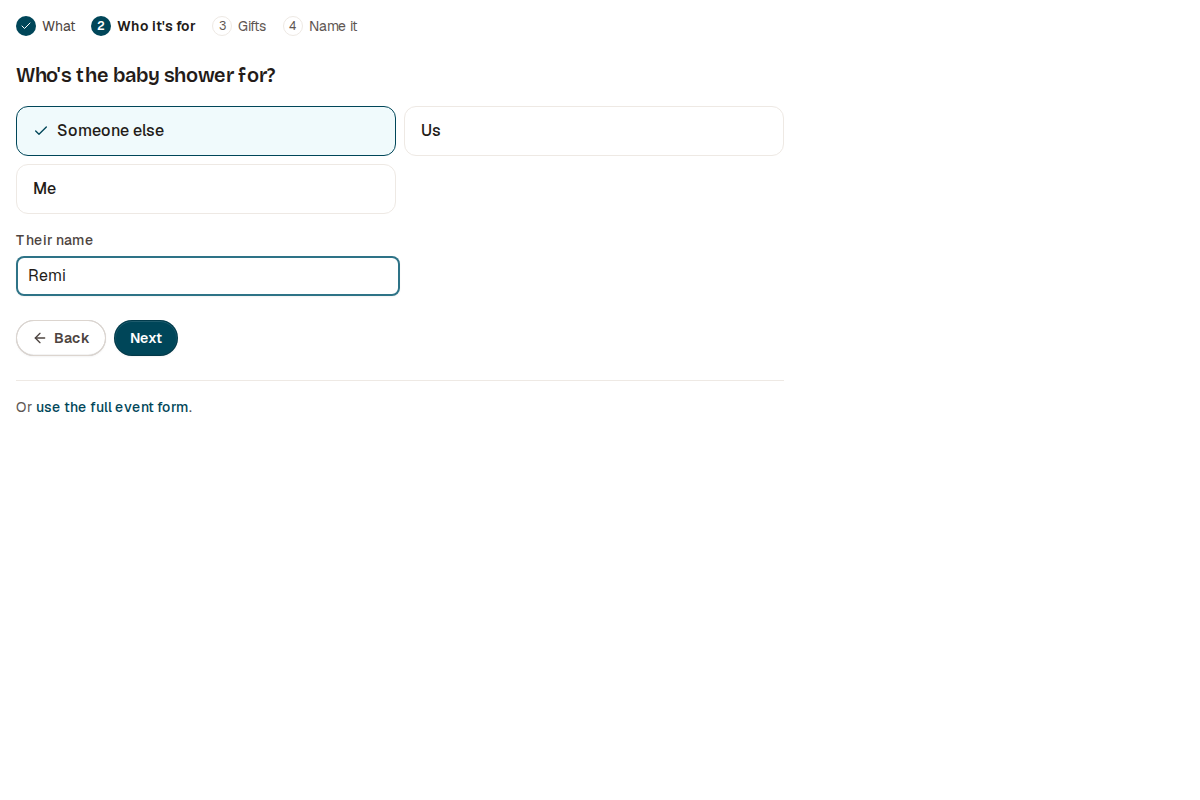 What 2 Who it's for 3 Gifts 4 Name it
Who's the baby shower for?
Someone else
Us
Me
Their name
Remi
Back Next
Or use the full event form.